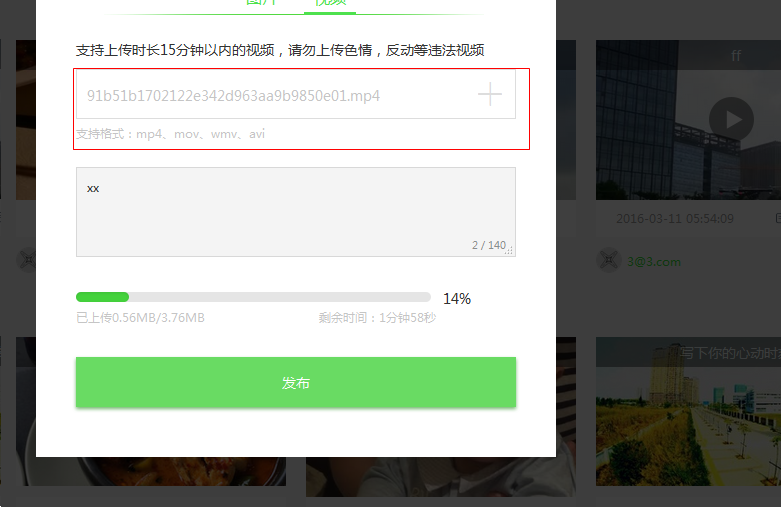 图片 视频
支持上传时长15分钟以内的视频，请勿上传色情，反动等违法视频
91b51b1702122e342d963aa9b9850e01.mp4
支持格式：mp4、mov、wmv、avi
xx
2 / 140
14%
已上传0.56MB/3.76MB 剩余时间：1分钟58秒
发布
ff
2016-03-11 05:54:09
3@3.com
写下你的心动时